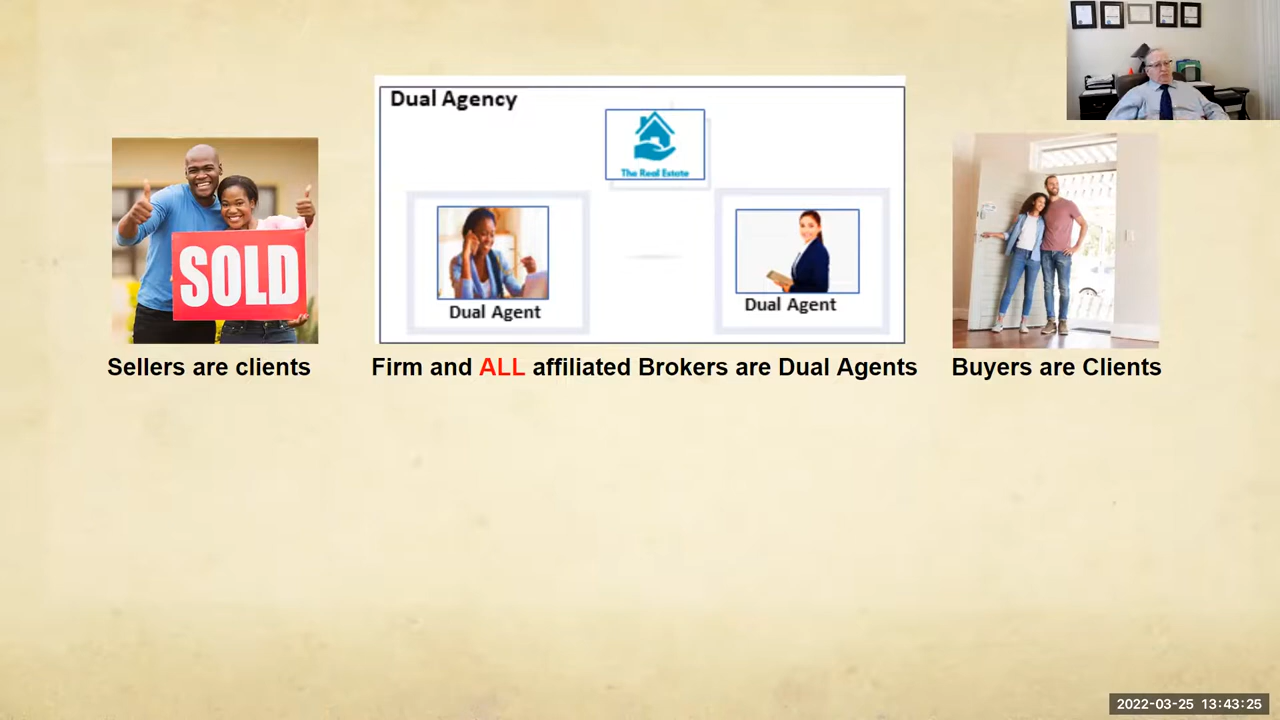 Dual Agency
The Real Estate
SOLD
Dual Agent
Dual Agent
Sellers are clients
Firm and ALL affiliated Brokers are Dual Agents
Buyers are Clients
2022-03-25 13:43:25